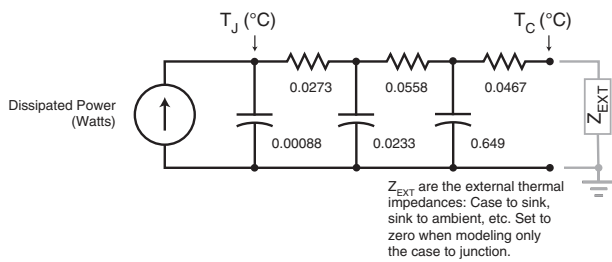 T_J (°C)
T_C (°C)
0.0273
0.0558
0.0467
Dissipated Power
(Watts)
0.00088
0.0233
0.649
Z_EXT
Z_EXT are the external thermal
impedances: Case to sink,
sink to ambient, etc. Set to
zero when modeling only
the case to junction.